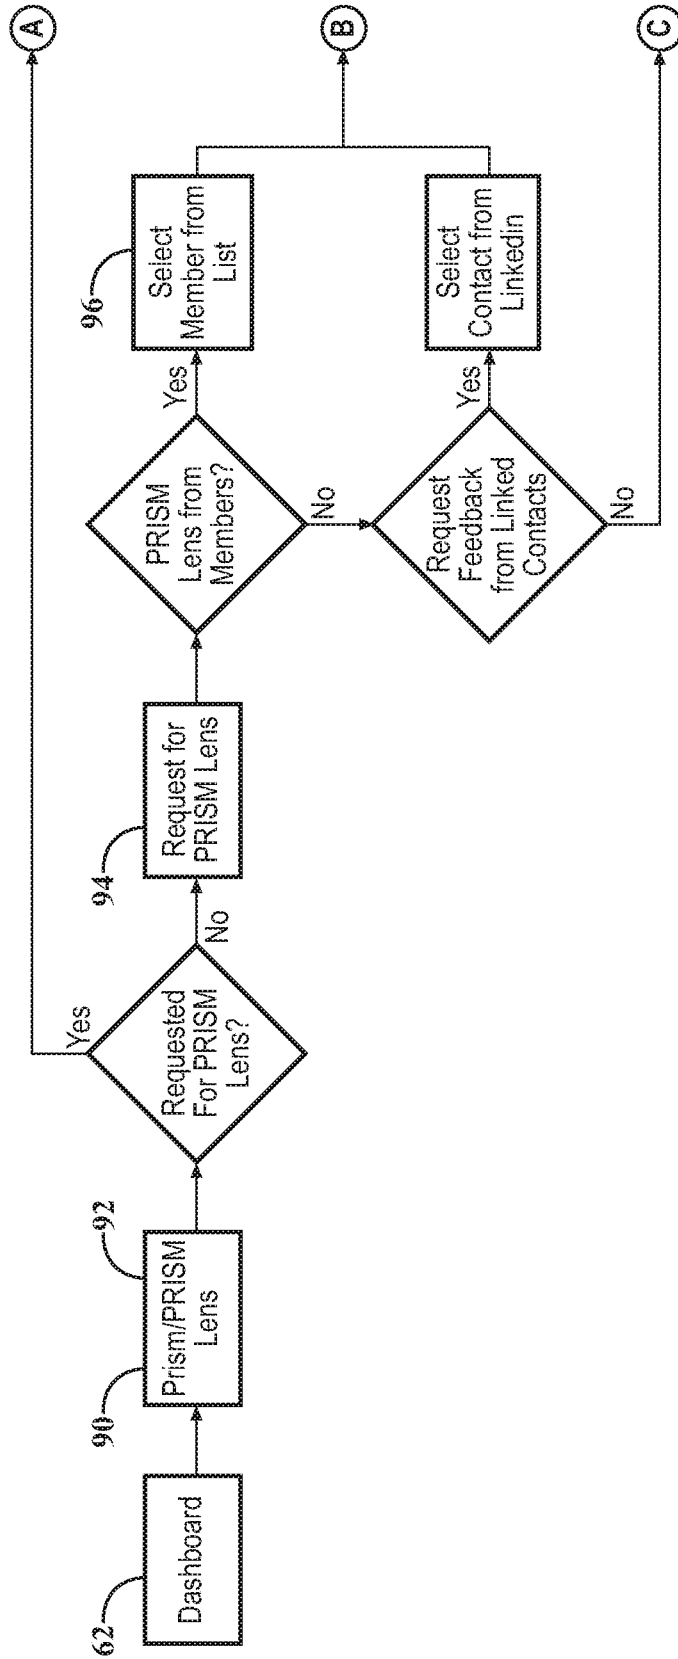 62
Dashboard
90
92
Prism/PRISM
Lens
Requested
For PRISM
Lens?
Yes
No
94
Request for
PRISM Lens
PRISM
Lens from
Members?
Yes
No
96
Select
Member from
List
Request
Feedback
from Linked
Contacts
Yes
No
Select
Contact from
LinkedIn
A
B
C